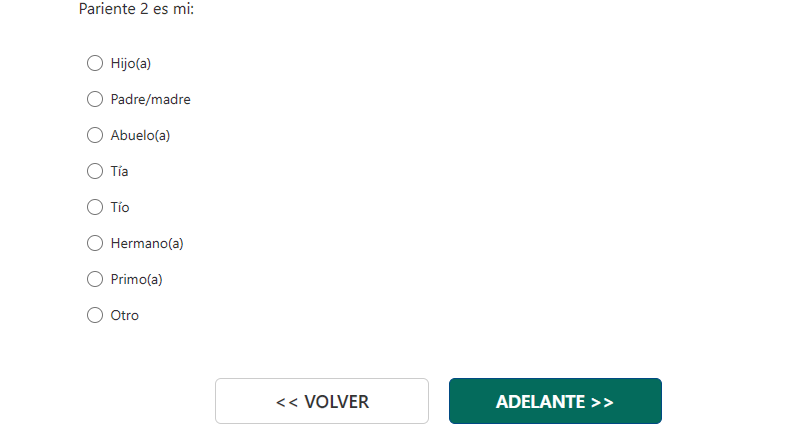 Pariente 2 es mi:
Hijo(a)
Padre/madre
Abuelo(a)
Tía
Tío
Hermano(a)
Primo(a)
Otro
<< VOLVER
ADELANTE >>